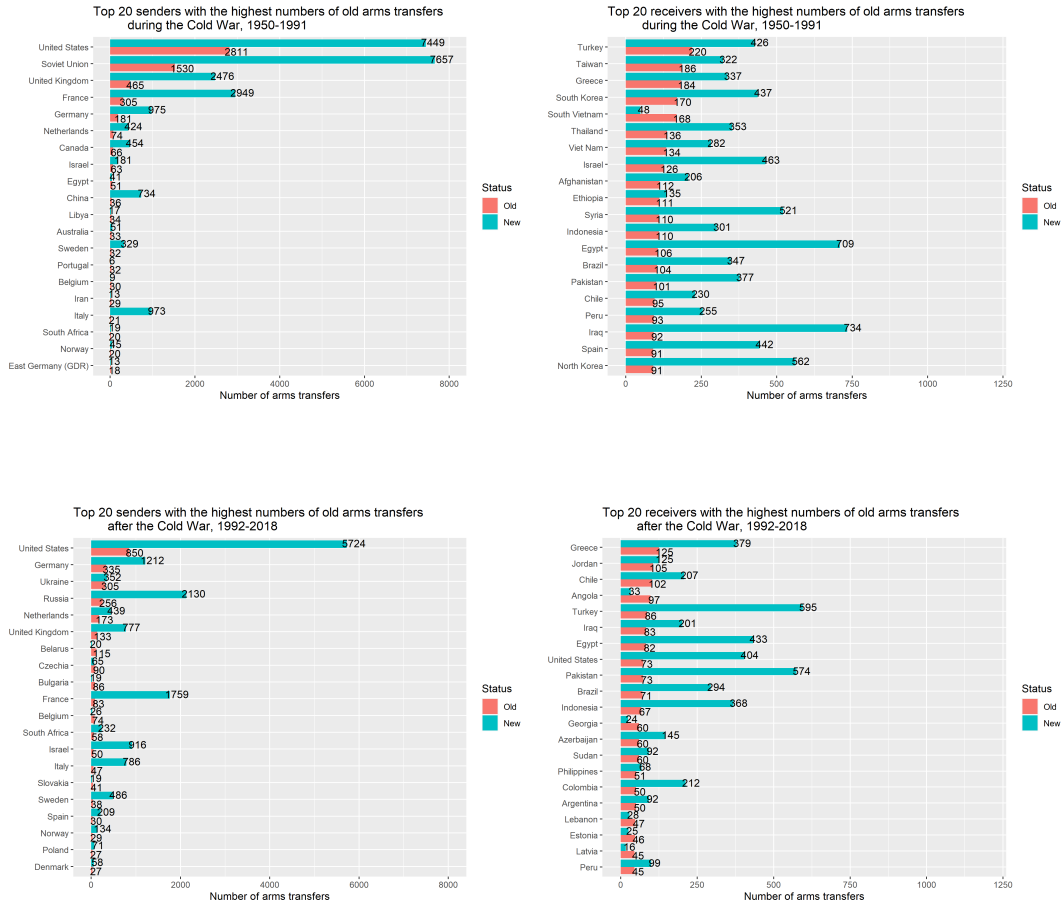 Top 20 senders with the highest numbers of old arms transfers
during the Cold War, 1950-1991
United States
7449
2811
Soviet Union
7657
1530
United Kingdom
2476
465
France
2949
305
Germany
975
181
Netherlands
424
74
Canada
454
66
Israel
181
63
Egypt
41
51
China
734
36
Libya
17
34
Australia
51
33
Sweden
329
32
Portugal
6
32
Belgium
9
30
Iran
13
29
Italy
973
21
South Africa
19
20
Norway
45
20
East Germany (GDR)
13
18
0 2000 4000 6000 8000
Number of arms transfers
Status
Old
New
Top 20 receivers with the highest numbers of old arms transfers
during the Cold War, 1950-1991
Turkey
426
220
Taiwan
322
186
Greece
337
184
South Korea
437
170
South Vietnam
48
168
Thailand
353
136
Viet Nam
282
134
Israel
463
126
Afghanistan
206
112
Ethiopia
135
111
Syria
521
110
Indonesia
301
110
Egypt
709
106
Brazil
347
104
Pakistan
377
101
Chile
230
95
Peru
255
93
Iraq
734
92
Spain
442
91
North Korea
562
91
0 250 500 750 1000 1250
Number of arms transfers
Status
Old
New
Top 20 senders with the highest numbers of old arms transfers
after the Cold War, 1992-2018
United States
5724
850
Germany
1212
335
Ukraine
352
305
Russia
2130
256
Netherlands
439
173
United Kingdom
777
133
Belarus
20
115
Czechia
65
90
Bulgaria
19
86
France
1759
83
Belgium
26
74
South Africa
232
58
Israel
916
50
Italy
786
47
Slovakia
19
41
Sweden
486
38
Spain
209
30
Norway
134
29
Poland
71
27
Denmark
58
27
0 2000 4000 6000 8000
Number of arms transfers
Status
Old
New
Top 20 receivers with the highest numbers of old arms transfers
after the Cold War, 1992-2018
Greece
379
125
Jordan
125
105
Chile
207
102
Angola
33
97
Turkey
595
86
Iraq
201
83
Egypt
433
82
United States
404
73
Pakistan
574
73
Brazil
294
71
Indonesia
368
67
Georgia
24
60
Azerbaijan
145
60
Sudan
92
60
Philippines
68
51
Colombia
212
50
Argentina
92
50
Lebanon
28
47
Estonia
25
46
Latvia
16
45
Peru
99
45
0 250 500 750 1000 1250
Number of arms transfers
Status
Old
New